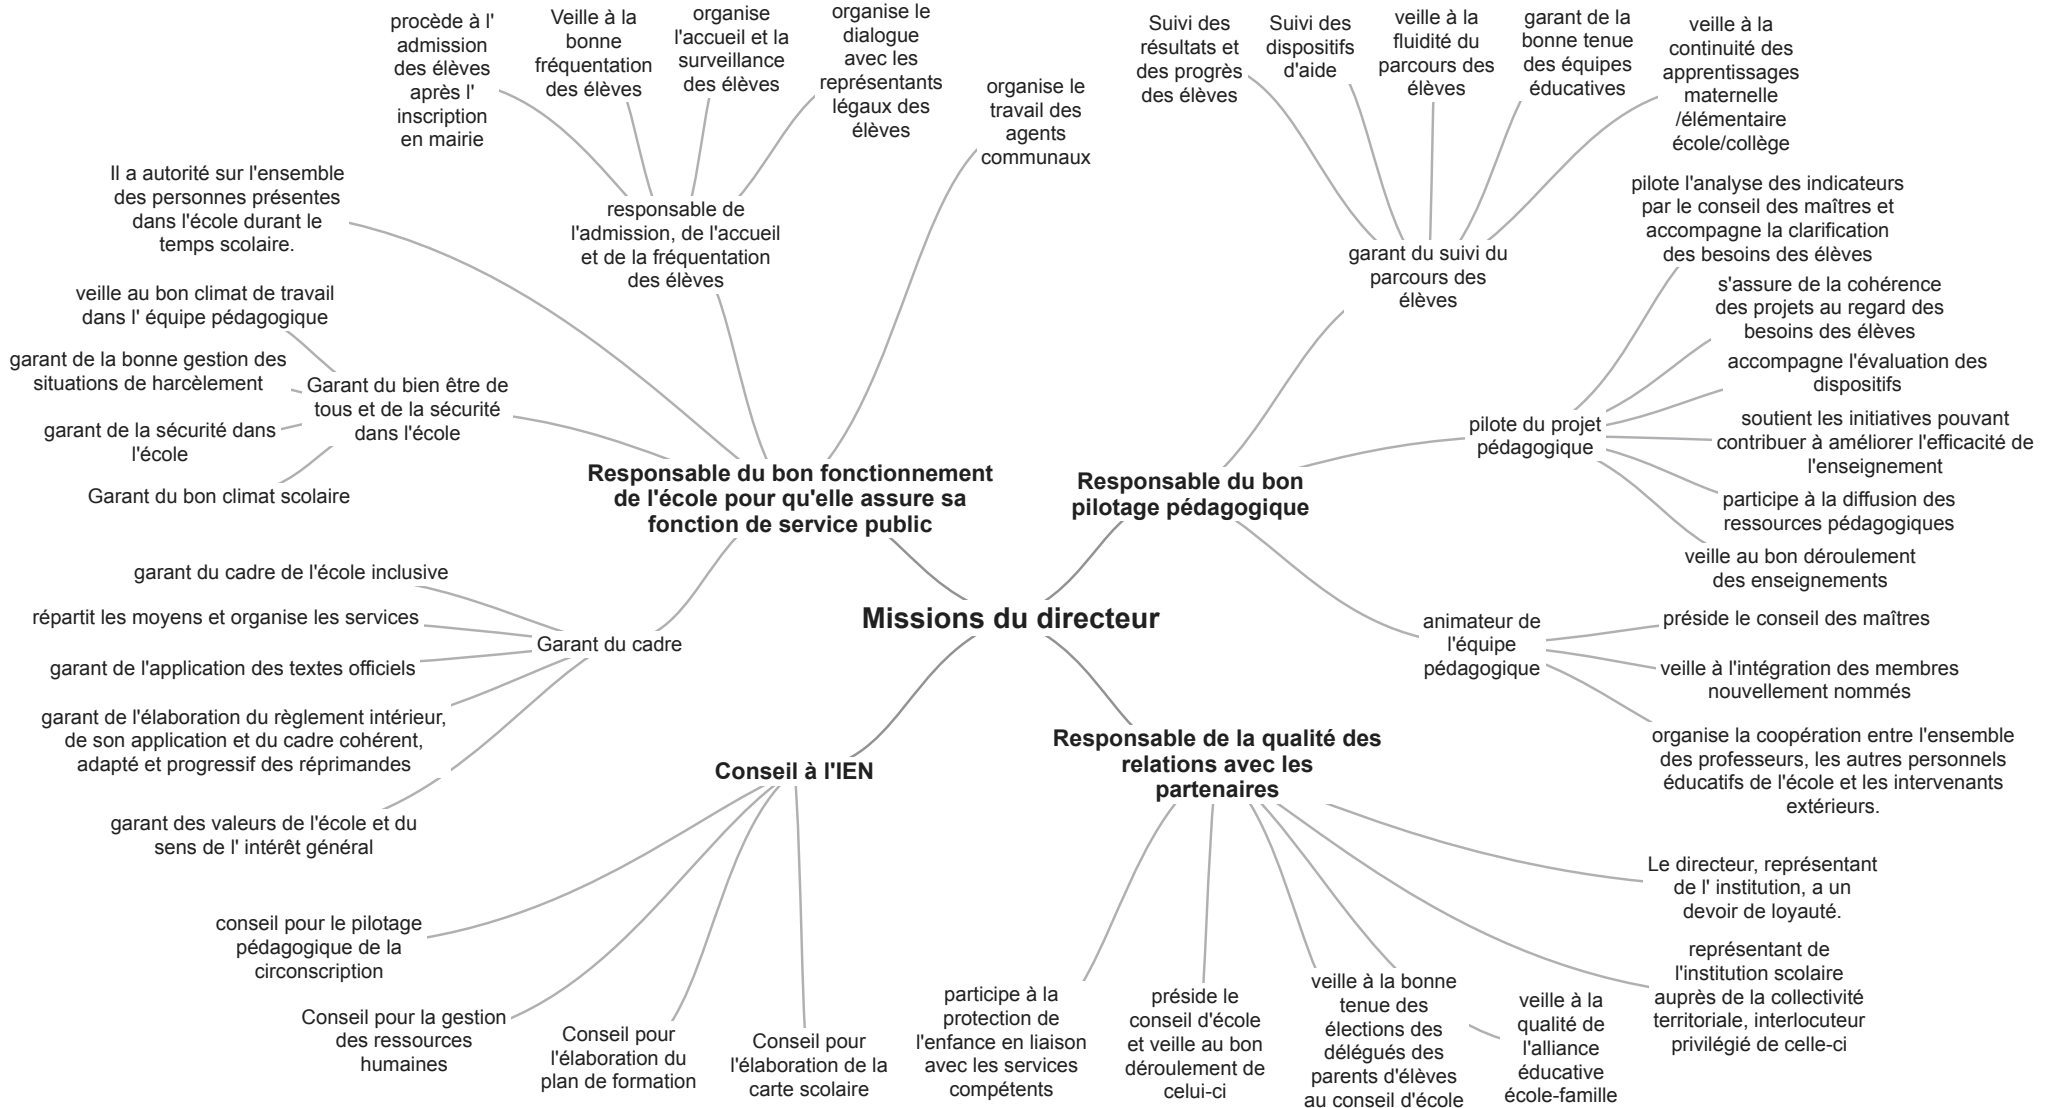 procède à l'
admission
des élèves
après l'
inscription
en mairie
Veille à la
bonne
fréquentation
des élèves
organise
l'accueil et la
surveillance
des élèves
organise le
dialogue
avec les
représentants
légaux des
élèves
organise le
travail des
agents
communaux
Il a autorité sur l'ensemble
des personnes présentes
dans l'école durant le
temps scolaire.
responsable de
l'admission, de l'accueil
et de la fréquentation
des élèves
veille au bon climat de travail
dans l' équipe pédagogique
garant de la bonne gestion des
situations de harcèlement
garant de la sécurité dans
l'école
Garant du bon climat scolaire
Garant du bien être de
tous et de la sécurité
dans l'école
Responsable du bon fonctionnement
de l'école pour qu'elle assure sa
fonction de service public
garant du cadre de l'école inclusive
répartit les moyens et organise les services
garant de l'application des textes officiels
garant de l'élaboration du règlement intérieur,
de son application et du cadre cohérent,
adapté et progressif des réprimandes
garant des valeurs de l'école et du
sens de l' intérêt général
Garant du cadre
Missions du directeur
Suivi des
résultats et
des progrès
des élèves
Suivi des
dispositifs
d'aide
veille à la
fluidité du
parcours des
élèves
garant de la
bonne tenue
des équipes
éducatives
veille à la
continuité des
apprentissages
maternelle
/élémentaire
école/collège
garant du suivi du
parcours des
élèves
pilote l'analyse des indicateurs
par le conseil des maîtres et
accompagne la clarification
des besoins des élèves
s'assure de la cohérence
des projets au regard des
besoins des élèves
accompagne l'évaluation des
dispositifs
soutient les initiatives pouvant
contribuer à améliorer l'efficacité de
l'enseignement
participe à la diffusion des
ressources pédagogiques
veille au bon déroulement
des enseignements
pilote du projet
pédagogique
Responsable du bon
pilotage pédagogique
animateur de
l'équipe
pédagogique
préside le conseil des maîtres
veille à l'intégration des membres
nouvellement nommés
organise la coopération entre l'ensemble
des professeurs, les autres personnels
éducatifs de l'école et les intervenants
extérieurs.
Conseil à l'IEN
conseil pour le pilotage
pédagogique de la
circonscription
Conseil pour la gestion
des ressources
humaines
Conseil pour
l'élaboration du
plan de formation
Conseil pour
l'élaboration de la
carte scolaire
Responsable de la qualité des
relations avec les
partenaires
participe à la
protection de
l'enfance en liaison
avec les services
compétents
préside le
conseil d'école
et veille au bon
déroulement de
celui-ci
veille à la bonne
tenue des
élections des
délégués des
parents d'élèves
au conseil d'école
veille à la
qualité de
l'alliance
éducative
école-famille
Le directeur, représentant
de l' institution, a un
devoir de loyauté.
représentant de
l'institution scolaire
auprès de la collectivité
territoriale, interlocuteur
privilégié de celle-ci